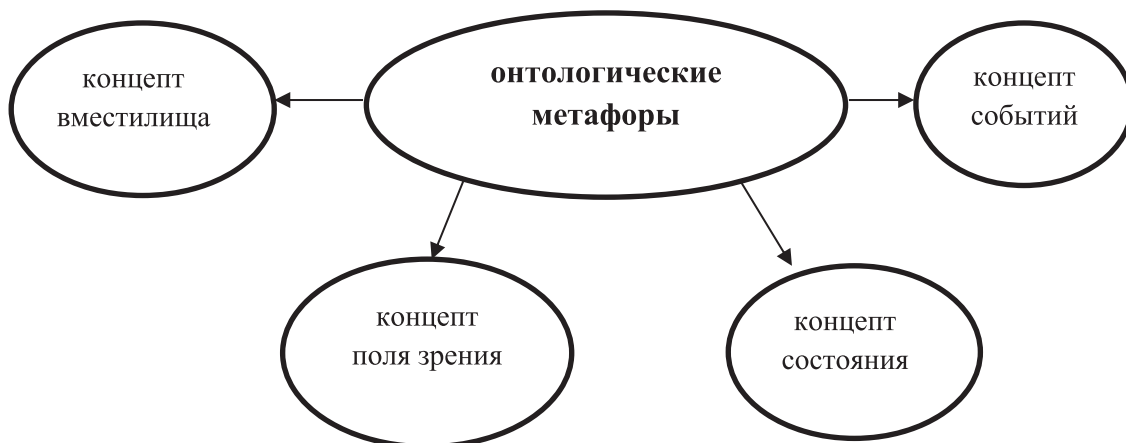 онтологические
метафоры
концепт
вместилища
концепт
событий
концепт
поля зрения
концепт
состояния